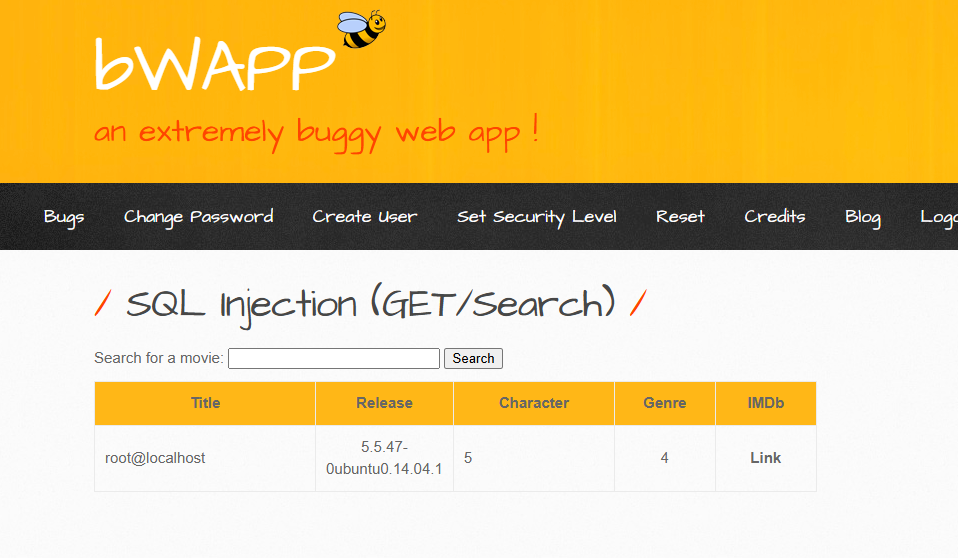 bWAPP
an extremely buggy web app !
Bugs Change Password Create User Set Security Level Reset Credits Blog
/ SQL Injection (GET/Search) /
Search for a movie: Search
Title Release Character Genre IMDb
root@localhost 5.5.47-0ubuntu0.14.04.1 5 4 Link